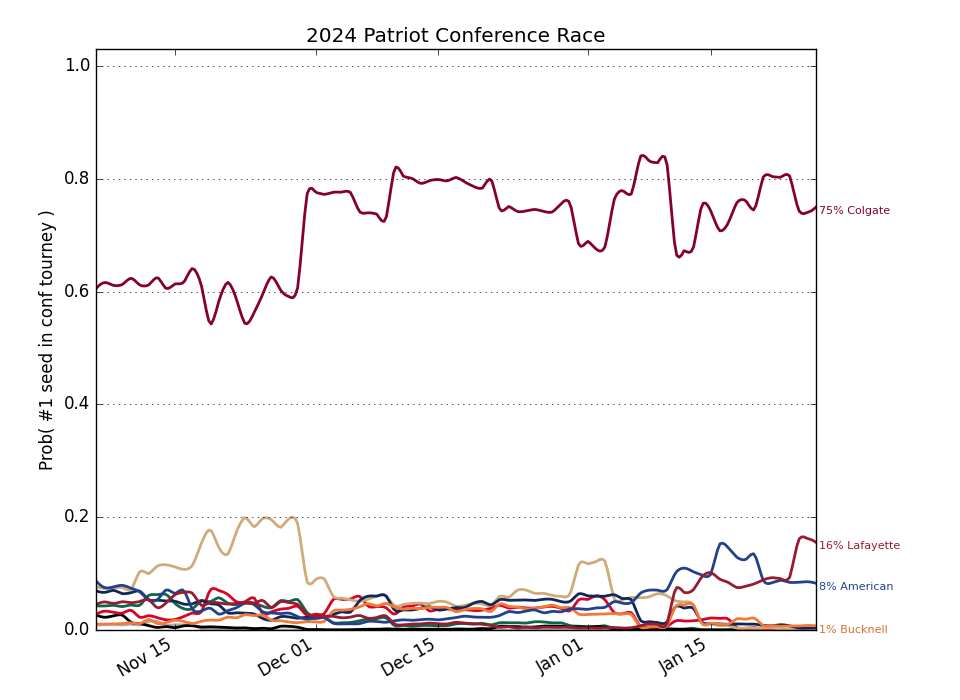 2024 Patriot Conference Race
Prob( #1 seed in conf tourney )
1.0
0.8
0.6
0.4
0.2
0.0
75% Colgate
16% Lafayette
8% American
1% Bucknell
Nov 15
Dec 01
Dec 15
Jan 01
Jan 15